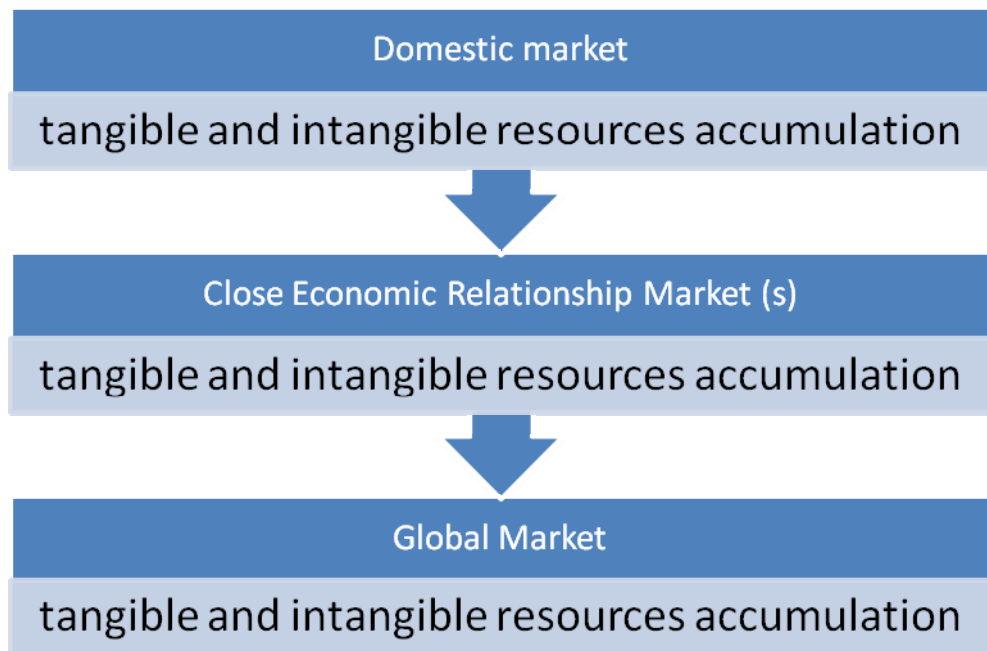 Domestic market
tangible and intangible resources accumulation
Close Economic Relationship Market (s)
tangible and intangible resources accumulation
Global Market
tangible and intangible resources accumulation